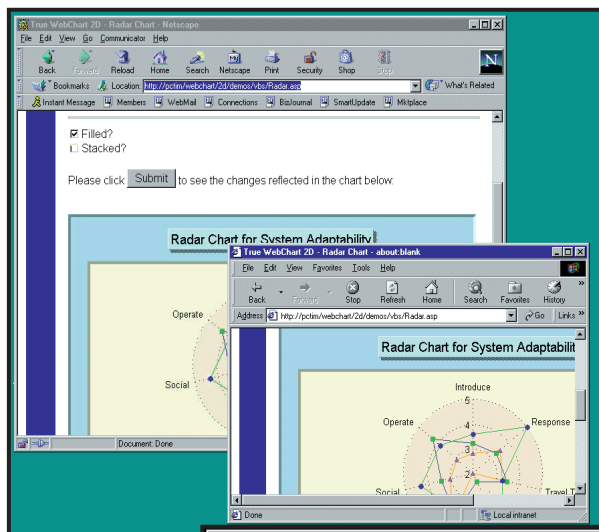 True WebChart 2D - Radar Chart - Netscape
File Edit View Go Communicator Help
Back Forward Reload Home Search Netscape Print Security Shop Stop
Bookmarks Location: http://pctim/webchart/2d/demos/vbs/Radar.asp What's Related
Instant Message Members WebMail Connections BizJournal SmartUpdate Mktplace
Filled?
Stacked?
Please click Submit to see the changes reflected in the chart below:
Radar Chart for System Adaptability
Operate
Social
Document: Done
True WebChart 2D - Radar Chart - about:blank
File Edit View Favorites Tools Help
Back Forward Stop Refresh Home Search Favorites History »
Address http://pctim/webchart/2d/demos/vbs/Radar.asp Go Links »
Radar Chart for System Adaptabilit
Introduce
5
Operate 4 Response
3
2
Social Travel T
Done Local intranet